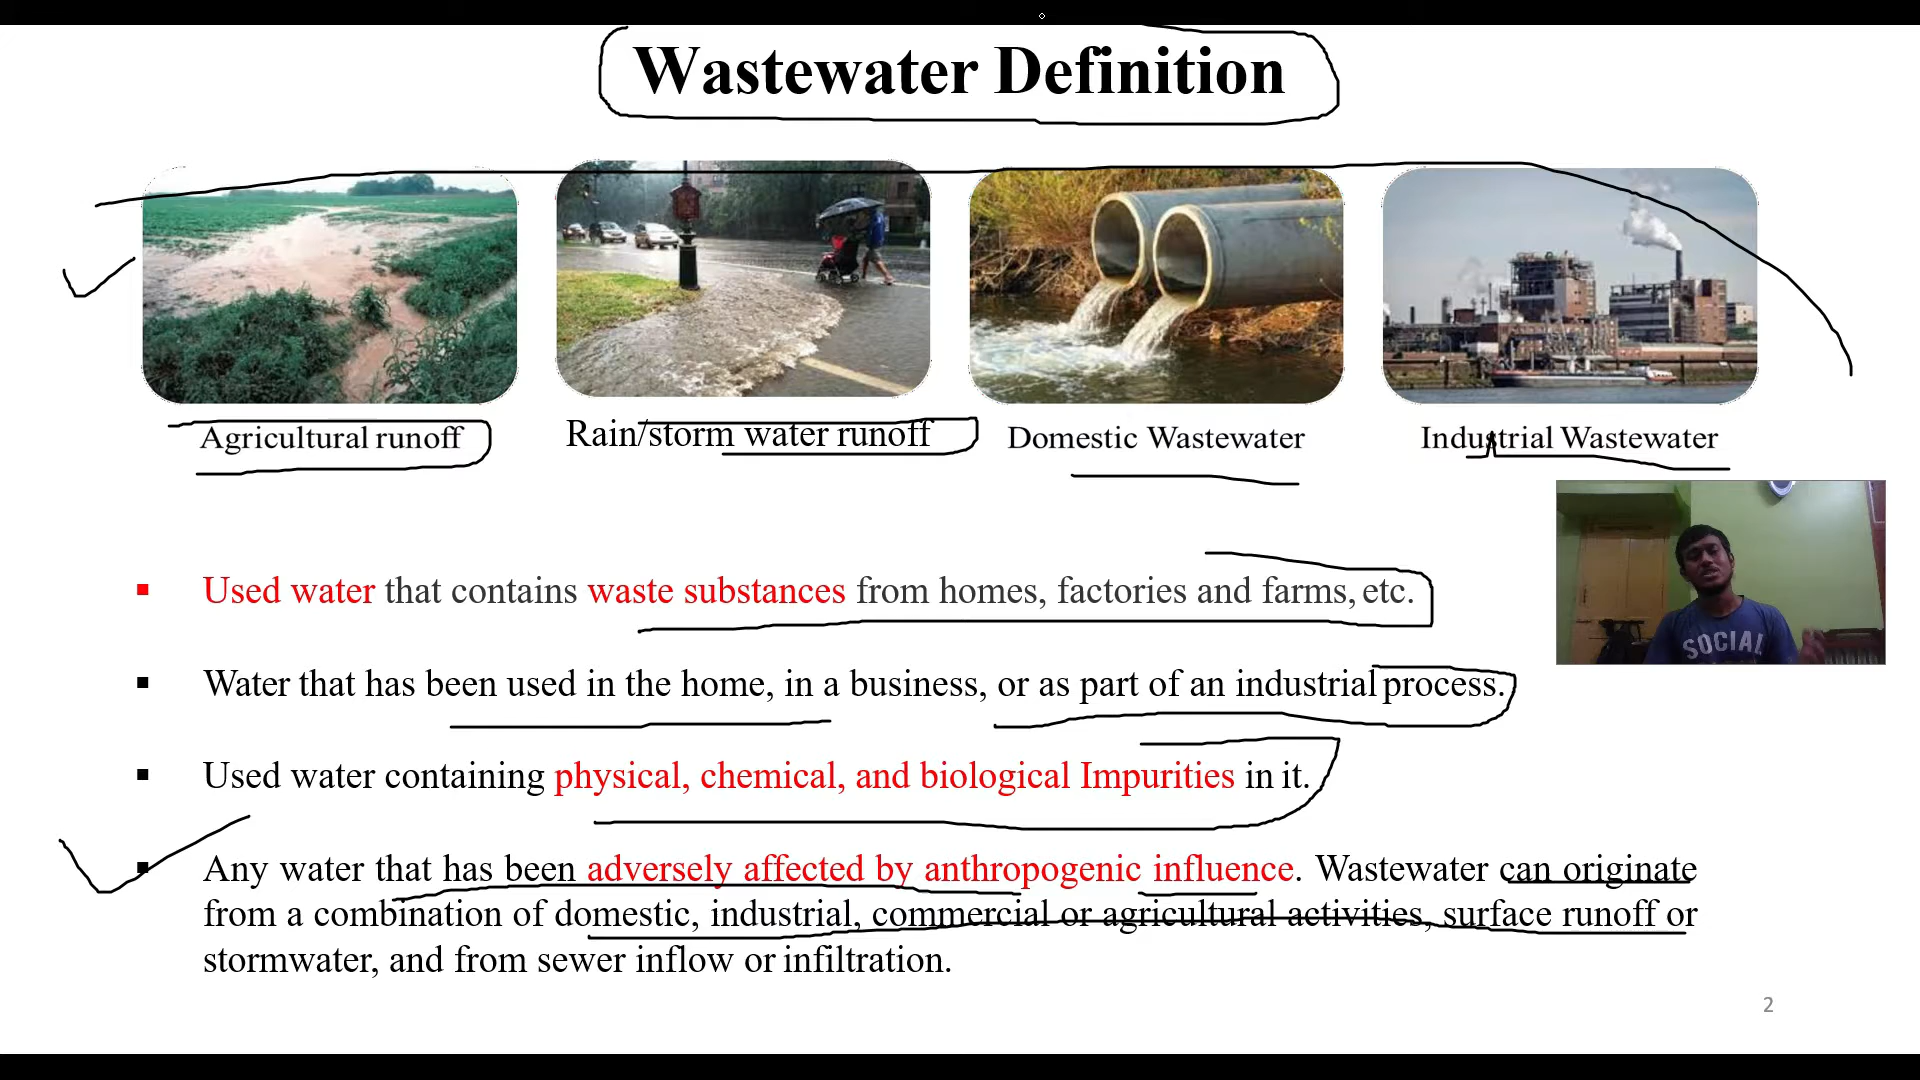 Wastewater Definition
Agricultural runoff
Rain/storm water runoff
Domestic Wastewater
Industrial Wastewater
▪ Used water that contains waste substances from homes, factories and farms, etc.
▪ Water that has been used in the home, in a business, or as part of an industrial process.
▪ Used water containing physical, chemical, and biological Impurities in it.
▪ Any water that has been adversely affected by anthropogenic influence. Wastewater can originate
from a combination of domestic, industrial, commercial or agricultural activities, surface runoff or
stormwater, and from sewer inflow or infiltration.
SOCIAL
2